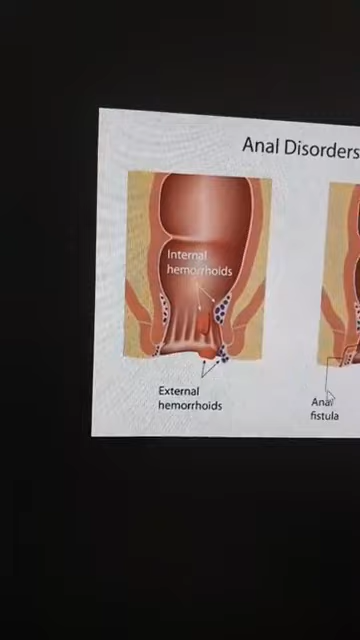 Anal Disorders
Internal
hemorrhoids
External
hemorrhoids
Anal
fistula